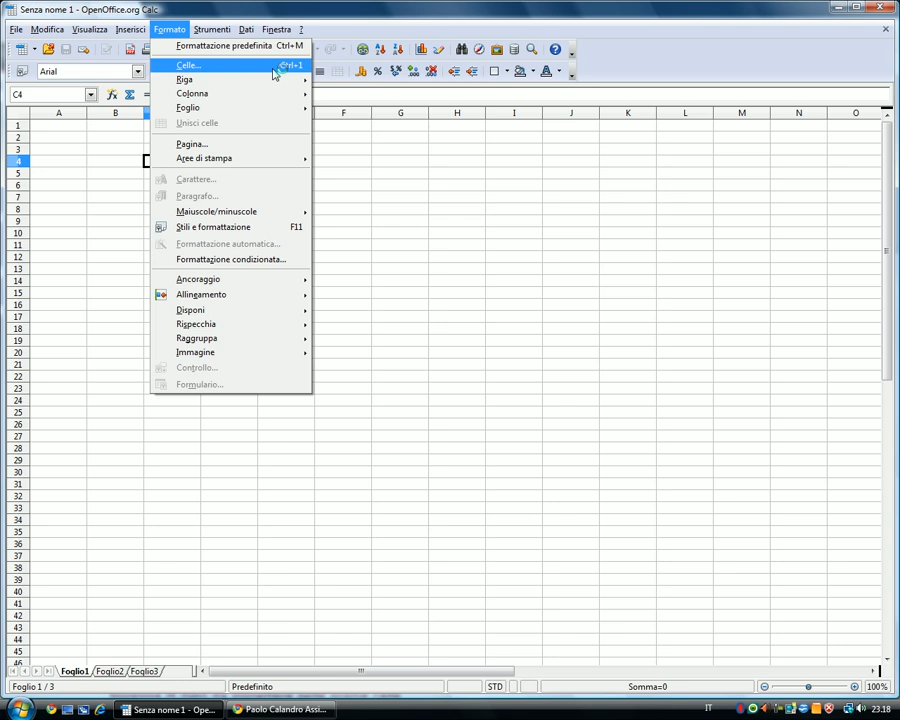 Senza nome 1 - OpenOffice.org Calc
File Modifica Visualizza Inserisci Formato Strumenti Dati Finestra ?
Formattazione predefinita Ctrl+M
Arial
Celle... Ctrl+1
Riga
C4
Colonna
Foglio
A B F G H I J K L M N O
Unisci celle
Pagina...
Aree di stampa
Carattere...
Paragrafo...
Maiuscole/minuscole
Stili e formattazione F11
Formattazione automatica...
Formattazione condizionata...
Ancoraggio
Allineamento
Disponi
Rispecchia
Raggruppa
Immagine
Controllo...
Formulario...
1
2
3
4
5
6
7
8
9
10
11
12
13
14
15
16
17
18
19
20
21
22
23
24
25
26
27
28
29
30
31
32
33
34
35
36
37
38
39
40
41
42
43
44
45
46
Foglio1 Foglio2 Foglio3
Foglio 1 / 3 Predefinito STD Somma=0 100%
Senza nome 1 - Ope... Paolo Calandro Assi... IT 23.18